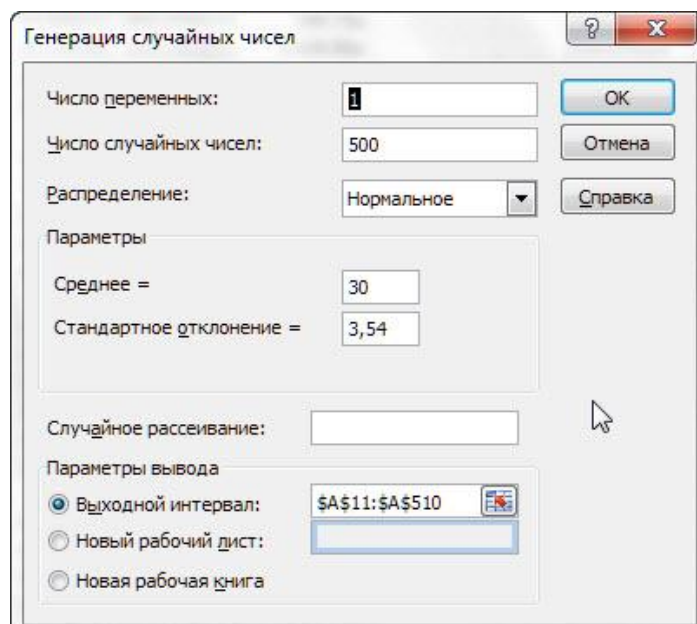 Генерация случайных чисел
Число переменных: 1
OK
Число случайных чисел: 500
Отмена
Распределение: Нормальное
Справка
Параметры
Среднее = 30
Стандартное отклонение = 3,54
Случайное рассеивание:
Параметры вывода
Выходной интервал: $A$11:$A$510
Новый рабочий лист:
Новая рабочая книга